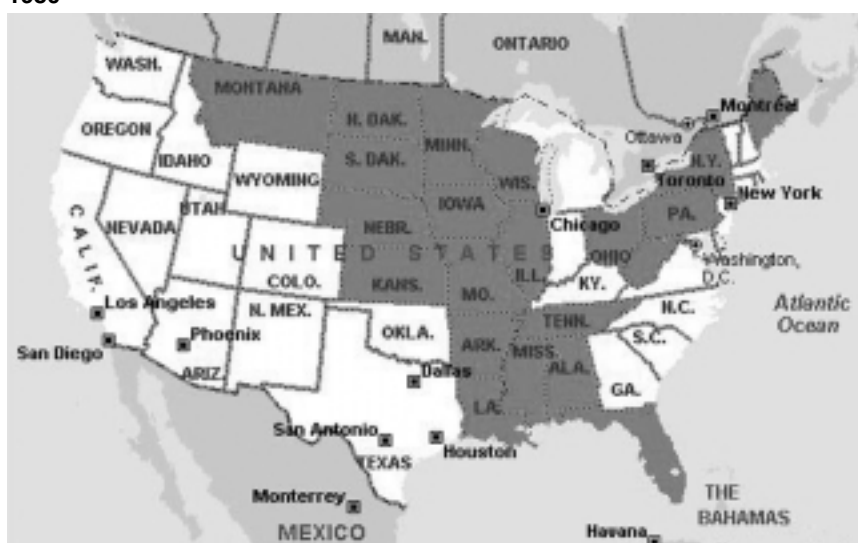 MAN.
ONTARIO
WASH.
MONTANA
N. DAK.
MINN.
Ottawa
Montréal
OREGON
IDAHO
S. DAK.
WIS.
N.Y.
Toronto
WYOMING
New York
NEVADA
UTAH
NEBR.
IOWA
Chicago
PA.
CALIF.
UNITED STATES
COLO.
KANS.
MO.
ILL.
OHIO
KY.
Washington,
D.C.
Los Angeles
N. MEX.
N.C.
Atlantic
Ocean
San Diego
Phoenix
ARIZ.
OKLA.
ARK.
TENN.
S.C.
Dallas
MISS.
ALA.
GA.
LA.
San Antonio
TEXAS
Houston
Monterrey
MEXICO
THE
BAHAMAS
Havana